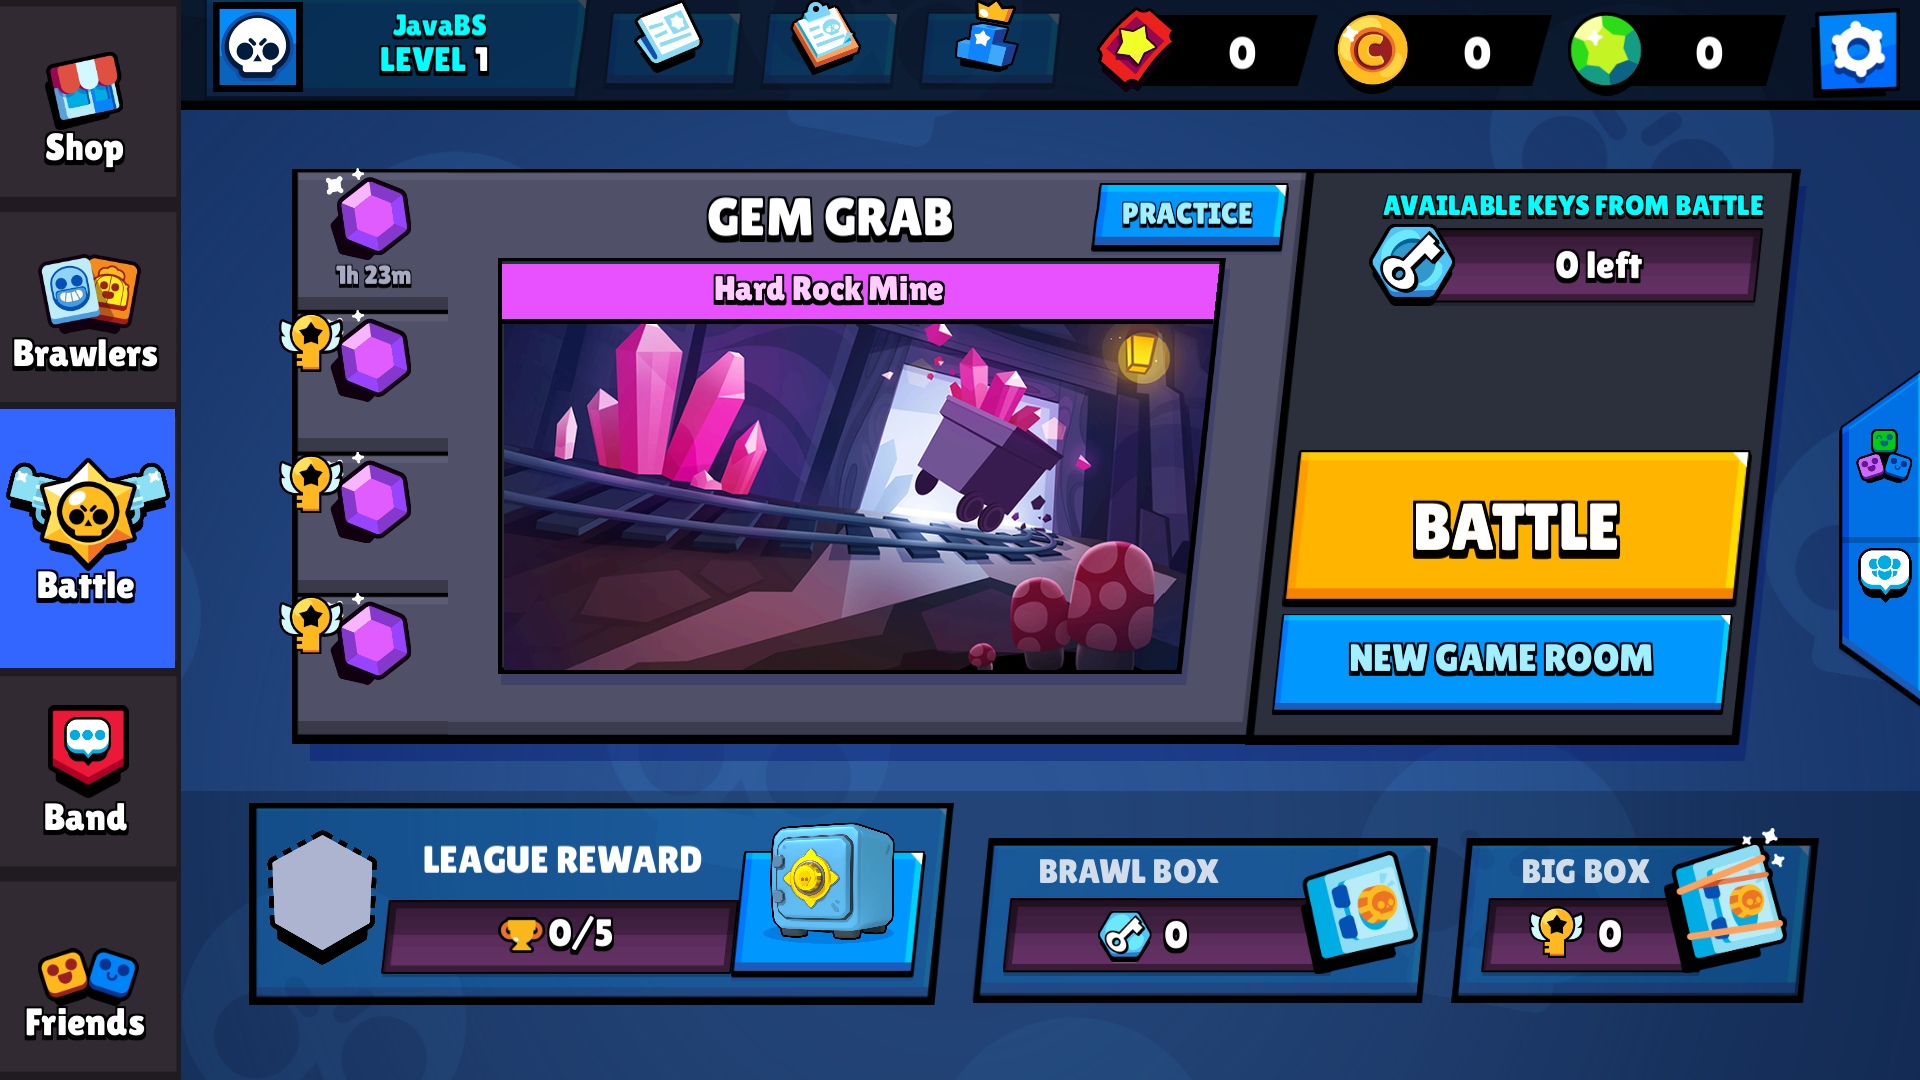 JavaBS
LEVEL 1
0
0
0
Shop
Brawlers
Battle
Band
Friends
1h 23m
GEM GRAB
PRACTICE
Hard Rock Mine
AVAILABLE KEYS FROM BATTLE
0 left
BATTLE
NEW GAME ROOM
LEAGUE REWARD
0/5
BRAWL BOX
0
BIG BOX
0